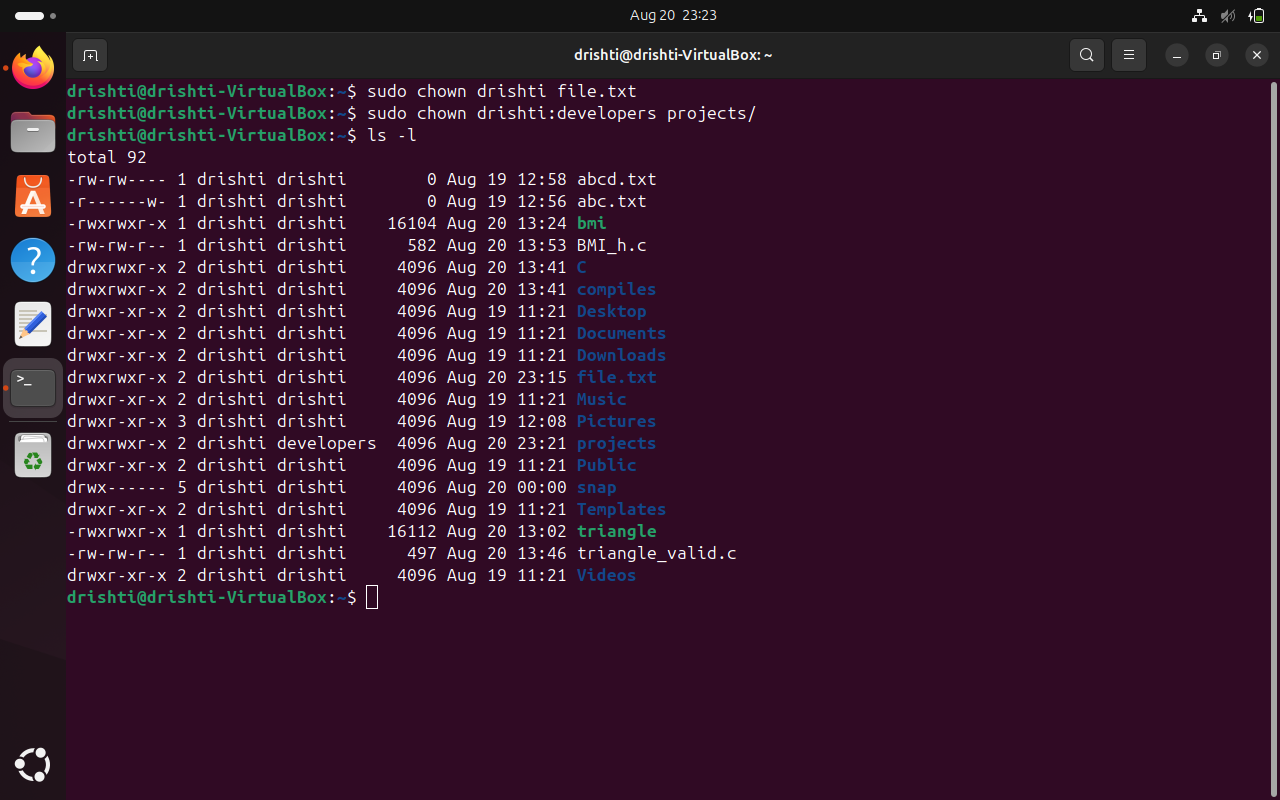 Aug 20 23:23
drishti@drishti-VirtualBox: ~
drishti@drishti-VirtualBox:~$ sudo chown drishti file.txt
drishti@drishti-VirtualBox:~$ sudo chown drishti:developers projects/
drishti@drishti-VirtualBox:~$ ls -l
total 92
-rw-rw---- 1 drishti drishti        0 Aug 19 12:58 abcd.txt
-r------w- 1 drishti drishti        0 Aug 19 12:56 abc.txt
-rwxrwxr-x 1 drishti drishti    16104 Aug 20 13:24 bmi
-rw-rw-r-- 1 drishti drishti      582 Aug 20 13:53 BMI_h.c
drwxrwxr-x 2 drishti drishti     4096 Aug 20 13:41 C
drwxrwxr-x 2 drishti drishti     4096 Aug 20 13:41 compiles
drwxr-xr-x 2 drishti drishti     4096 Aug 19 11:21 Desktop
drwxr-xr-x 2 drishti drishti     4096 Aug 19 11:21 Documents
drwxr-xr-x 2 drishti drishti     4096 Aug 19 11:21 Downloads
drwxrwxr-x 2 drishti drishti     4096 Aug 20 23:15 file.txt
drwxr-xr-x 2 drishti drishti     4096 Aug 19 11:21 Music
drwxr-xr-x 3 drishti drishti     4096 Aug 19 12:08 Pictures
drwxrwxr-x 2 drishti developers  4096 Aug 20 23:21 projects
drwxr-xr-x 2 drishti drishti     4096 Aug 19 11:21 Public
drwx------ 5 drishti drishti     4096 Aug 20 00:00 snap
drwxr-xr-x 2 drishti drishti     4096 Aug 19 11:21 Templates
-rwxrwxr-x 1 drishti drishti    16112 Aug 20 13:02 triangle
-rw-rw-r-- 1 drishti drishti      497 Aug 20 13:46 triangle_valid.c
drwxr-xr-x 2 drishti drishti     4096 Aug 19 11:21 Videos
drishti@drishti-VirtualBox:~$